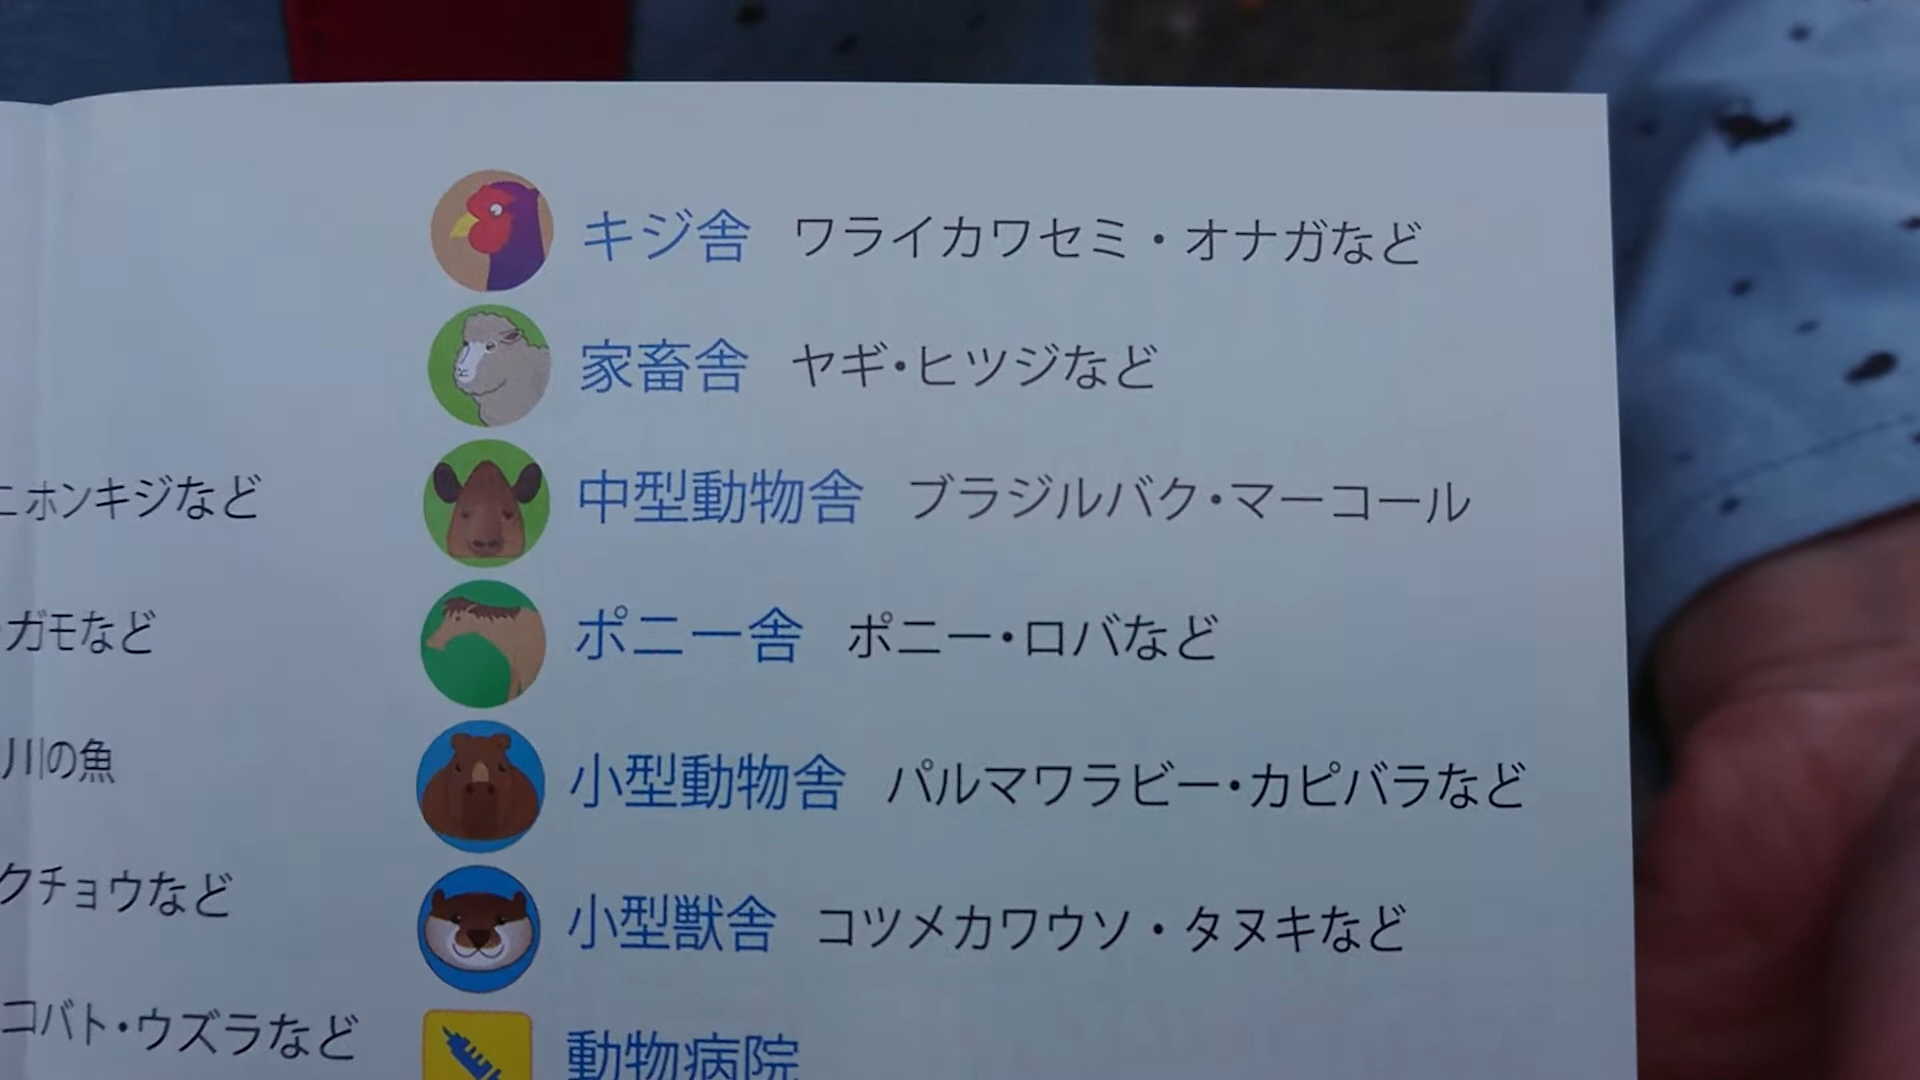 キジ舎 ワライカワセミ・オナガなど
家畜舎 ヤギ・ヒツジなど
中型動物舎 ブラジルバク・マーコール
ポニー舎 ポニー・ロバなど
小型動物舎 パルマワラビー・カピバラなど
小型獣舎 コツメカワウソ・タヌキなど
動物病院
ニホンキジなど
ガモなど
川の魚
クチョウなど
コバト・ウズラなど